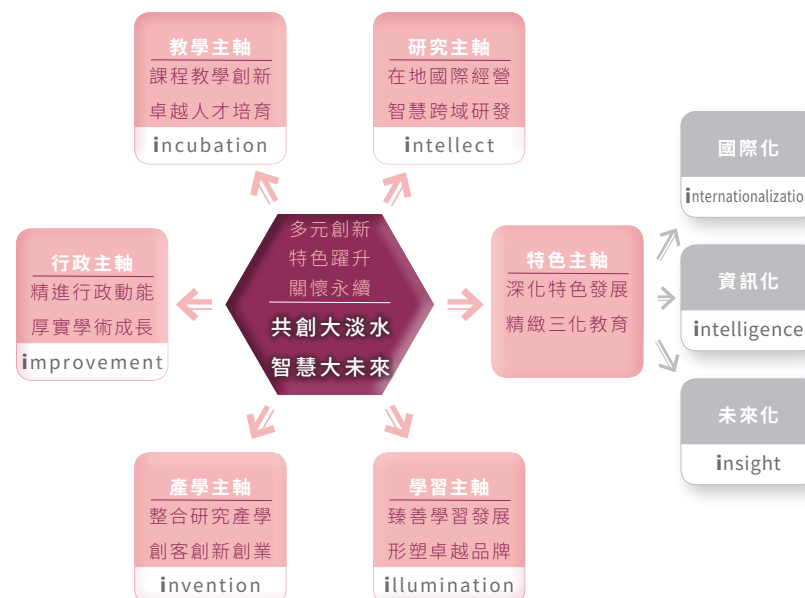 教學主軸
課程教學創新
卓越人才培育
incubation
研究主軸
在地國際經營
智慧跨域研發
intellect
行政主軸
精進行政動能
厚實學術成長
improvement
多元創新
特色躍升
關懷永續
共創大淡水
智慧大未來
特色主軸
深化特色發展
精緻三化教育
國際化
internationalization
資訊化
intelligence
未來化
insight
產學主軸
整合研究產學
創客創新創業
invention
學習主軸
臻善學習發展
形塑卓越品牌
illumination